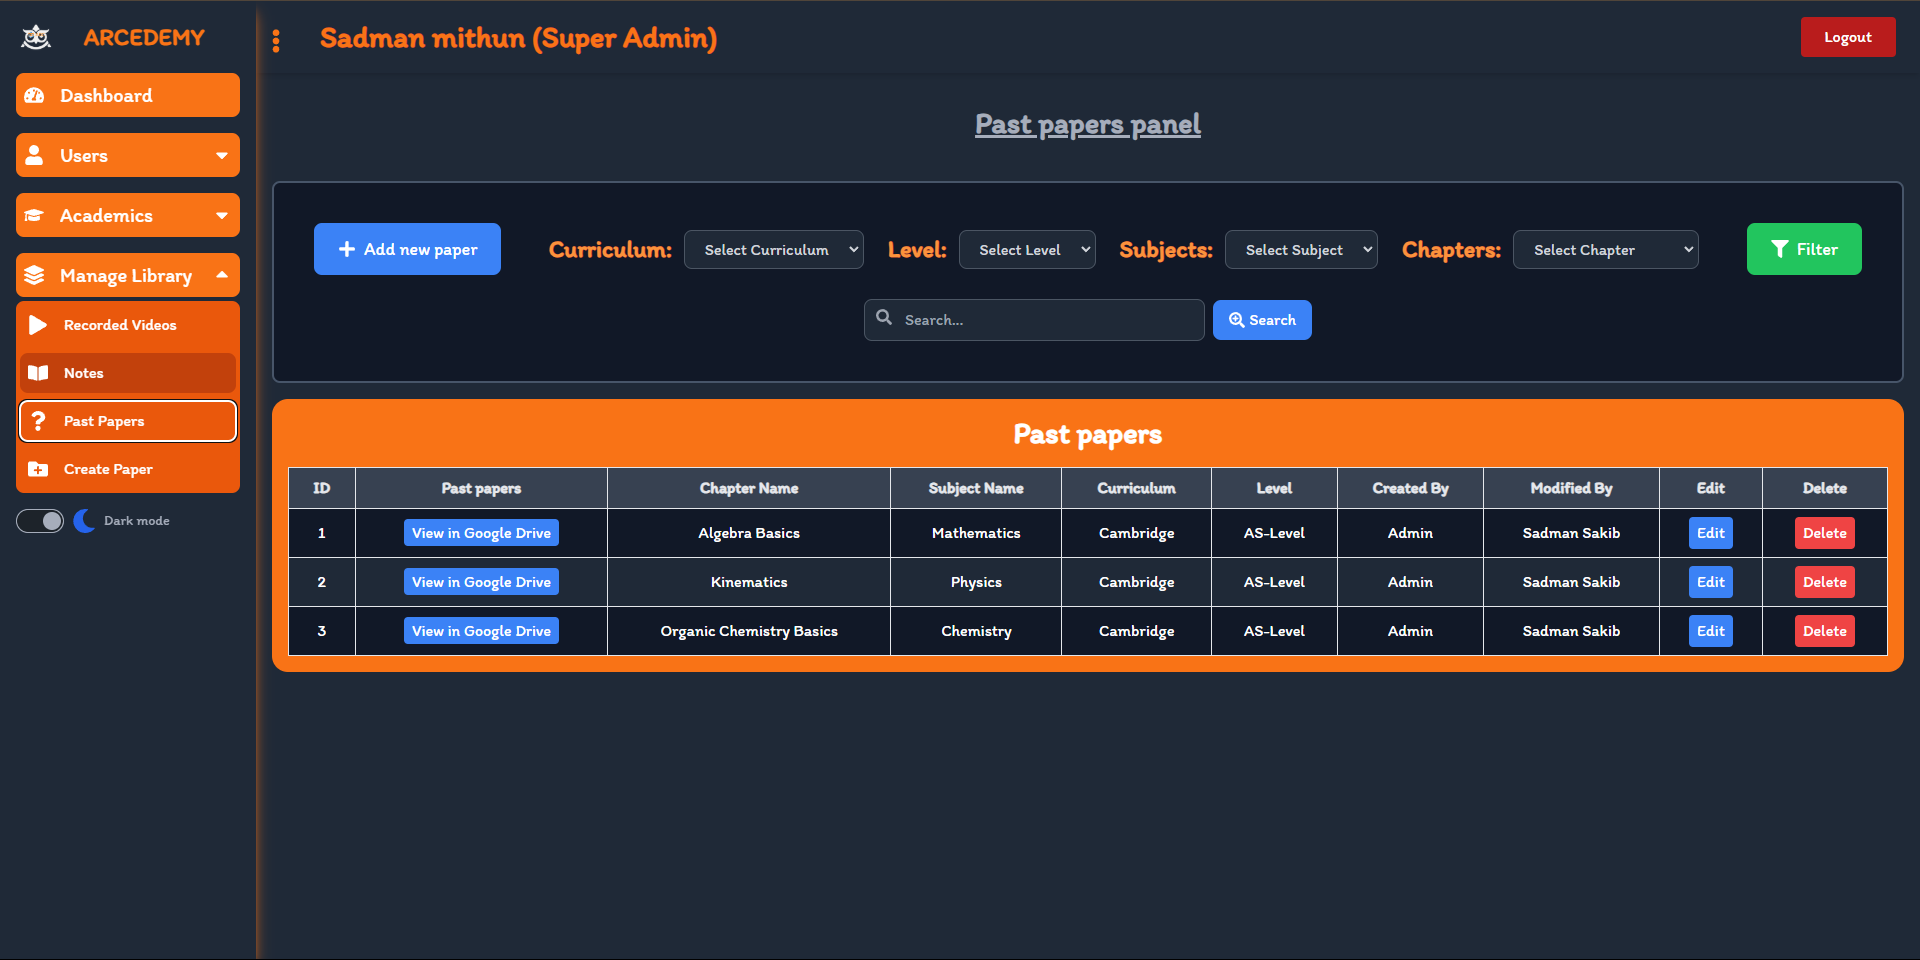 ARCEDEMY
Sadman mithun (Super Admin)
Logout
Dashboard
Users
Academics
Manage Library
Recorded Videos
Notes
Past Papers
Create Paper
Dark mode
Past papers panel
Add new paper Curriculum: Select Curriculum Level: Select Level Subjects: Select Subject Chapters: Select Chapter Filter
Search... Search
Past papers
ID Past papers Chapter Name Subject Name Curriculum Level Created By Modified By Edit Delete
1 View in Google Drive Algebra Basics Mathematics Cambridge AS-Level Admin Sadman Sakib Edit Delete
2 View in Google Drive Kinematics Physics Cambridge AS-Level Admin Sadman Sakib Edit Delete
3 View in Google Drive Organic Chemistry Basics Chemistry Cambridge AS-Level Admin Sadman Sakib Edit Delete